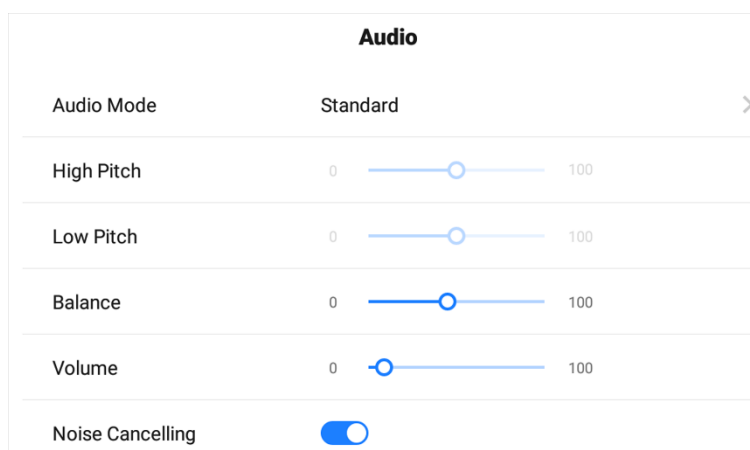 Audio
Audio Mode Standard
High Pitch 0 100
Low Pitch 0 100
Balance 0 100
Volume 0 100
Noise Cancelling